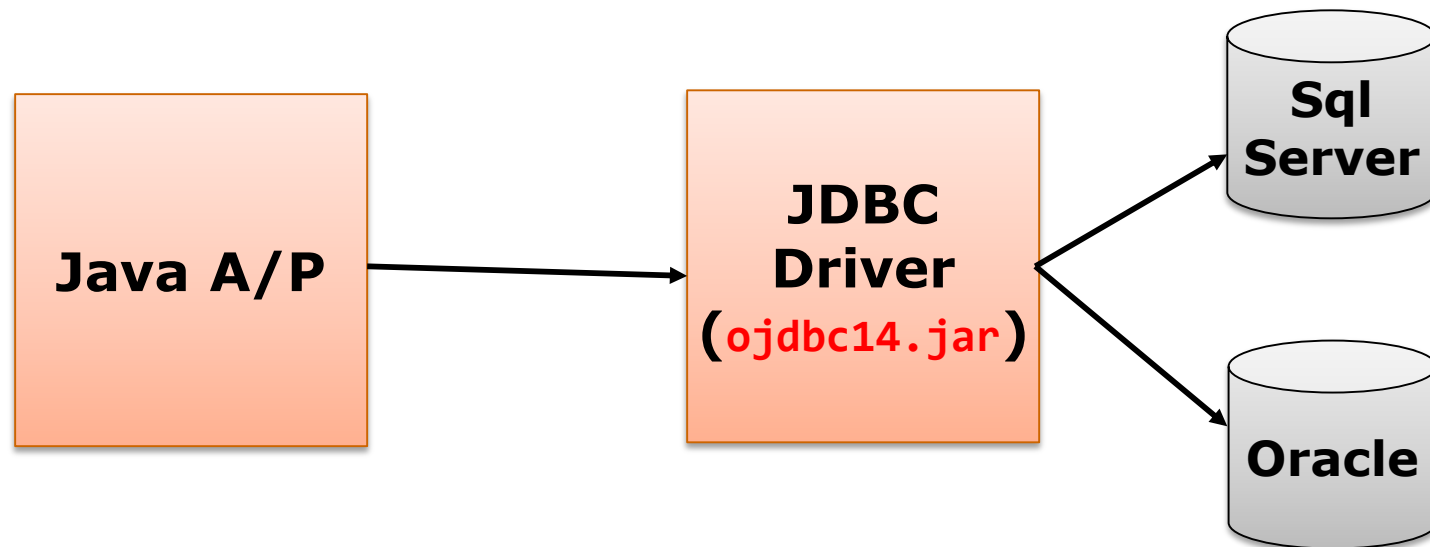 Java A/P
JDBC
Driver
(ojdbc14.jar)
Sql
Server
Oracle